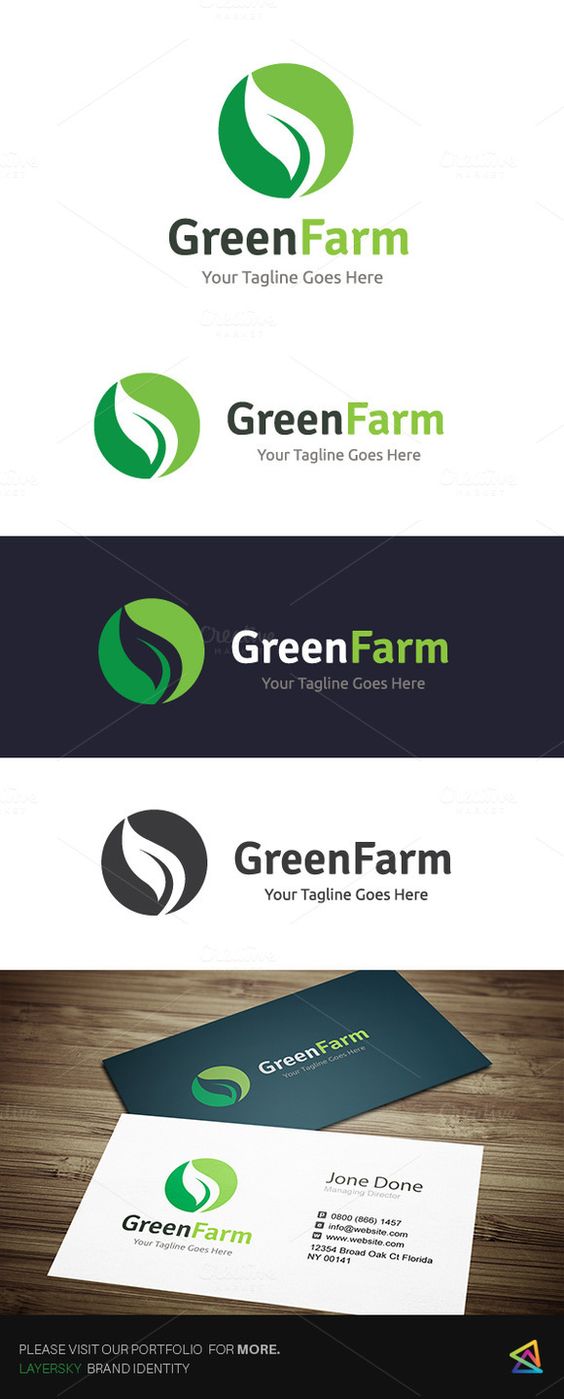 GreenFarm
Your Tagline Goes Here
GreenFarm
Your Tagline Goes Here
Creative
MARKET
GreenFarm
Your Tagline Goes Here
GreenFarm
Your Tagline Goes Here
GreenFarm
Your Tagline Goes Here
GreenFarm
Your Tagline Goes Here
Jone Done
Managing Director
P 0800 (866) 1457
info@website.com
W www.website.com
12354 Broad Oak Ct Florida
NY 00141
PLEASE VISIT OUR PORTFOLIO FOR MORE.
LAYERSKY BRAND IDENTITY